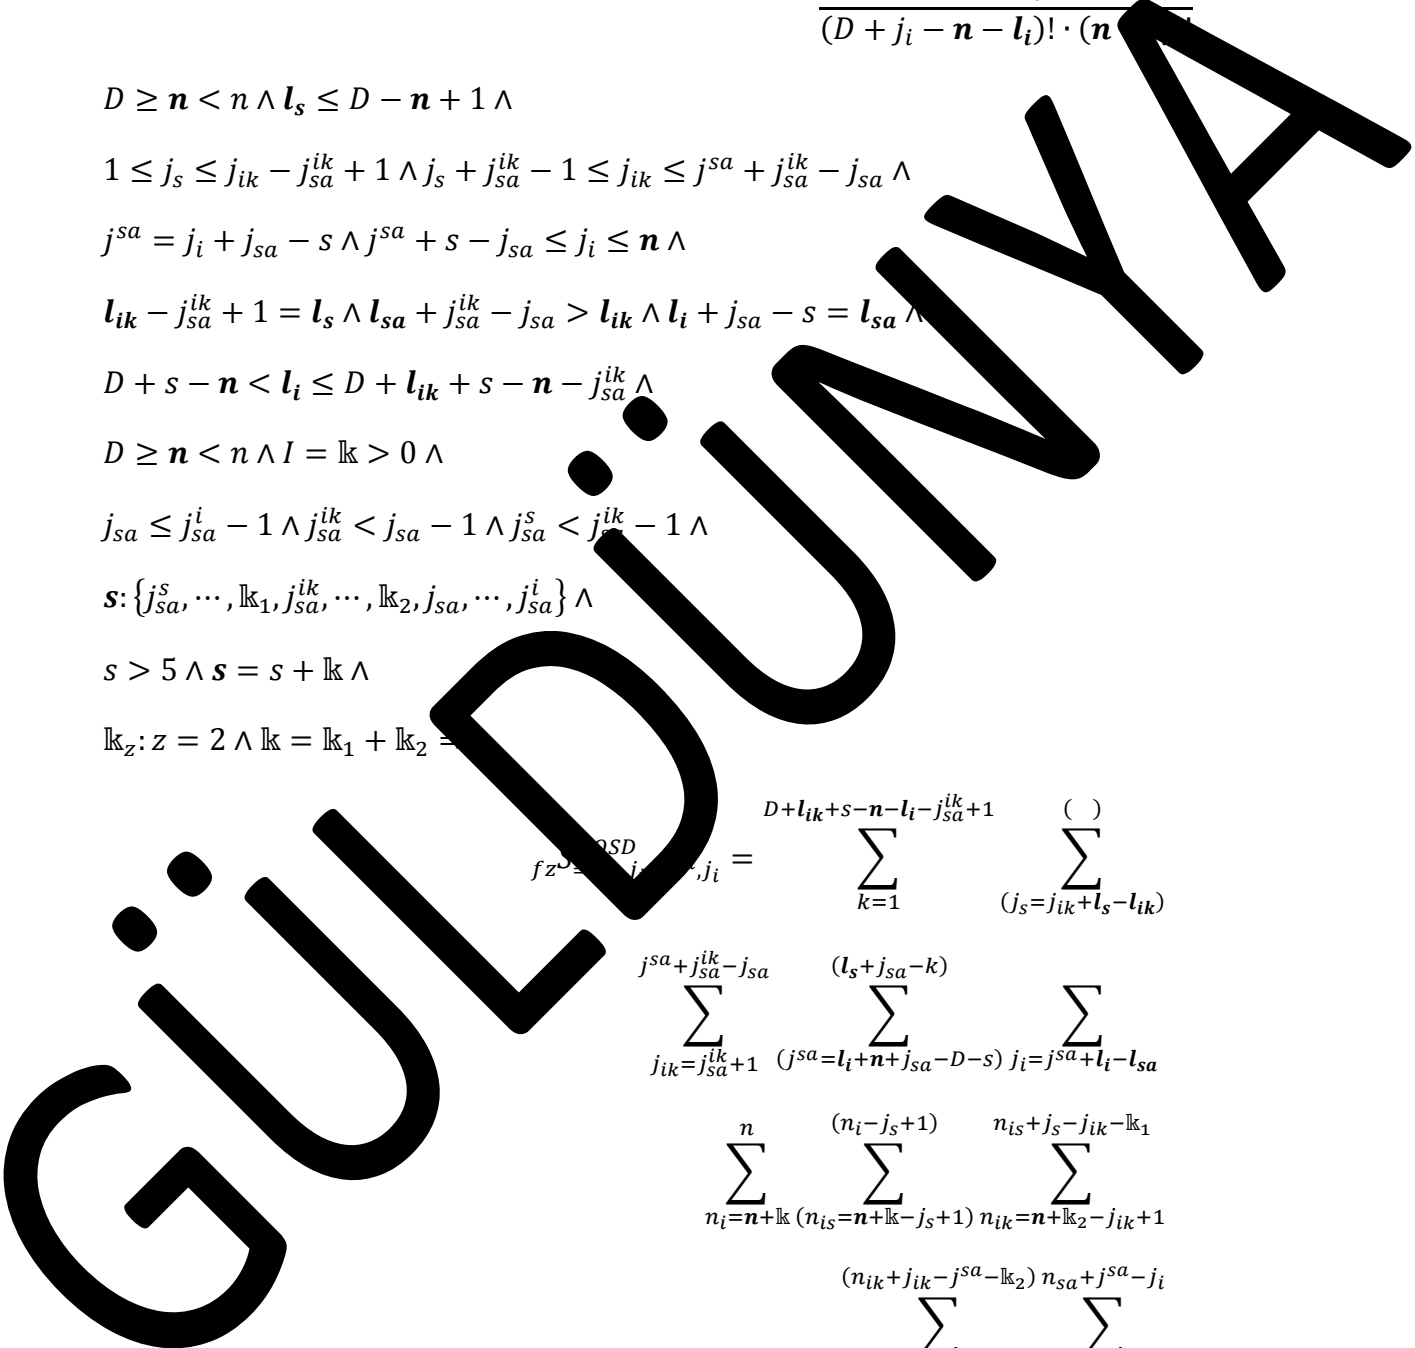 (D + j_i − n − l_i)! · (n
D ≥ n < n ∧ l_s ≤ D − n + 1 ∧
1 ≤ j_s ≤ j_ik − j_sa^ik + 1 ∧ j_s + j_sa^ik − 1 ≤ j_ik ≤ j^sa + j_sa^ik − j_sa ∧
j^sa = j_i + j_sa − s ∧ j^sa + s − j_sa ≤ j_i ≤ n ∧
l_ik − j_sa^ik + 1 = l_s ∧ l_sa + j_sa^ik − j_sa > l_ik ∧ l_i + j_sa − s = l_sa ∧
D + s − n < l_i ≤ D + l_ik + s − n − j_sa^ik ∧
D ≥ n < n ∧ I = 𝕜 > 0 ∧
j_sa ≤ j_sa^i − 1 ∧ j_sa^ik < j_sa − 1 ∧ j_sa^s < j_sa^ik − 1 ∧
s: {j_sa^s, ⋯, 𝕜_1, j_sa^ik, ⋯, 𝕜_2, j_sa, ⋯, j_sa^i} ∧
s > 5 ∧ s = s + 𝕜 ∧
𝕜_z: z = 2 ∧ 𝕜 = 𝕜_1 + 𝕜_2
D+l_ik+s−n−l_i−j_sa^ik+1 ( )
,j_i = ∑ ∑
k=1 (j_s=j_ik+l_s−l_ik)
j^sa+j_sa^ik−j_sa (l_s+j_sa−k)
∑ ∑ ∑
j_ik=j_sa^ik+1 (j^sa=l_i+n+j_sa−D−s) j_i=j^sa+l_i−l_sa
n (n_i−j_s+1) n_is+j_s−j_ik−𝕜_1
∑ ∑ ∑
n_i=n+𝕜 (n_is=n+𝕜−j_s+1) n_ik=n+𝕜_2−j_ik+1
(n_ik+j_ik−j^sa−𝕜_2) n_sa+j^sa−j_i
∑ ∑
GÜLDÜNYA